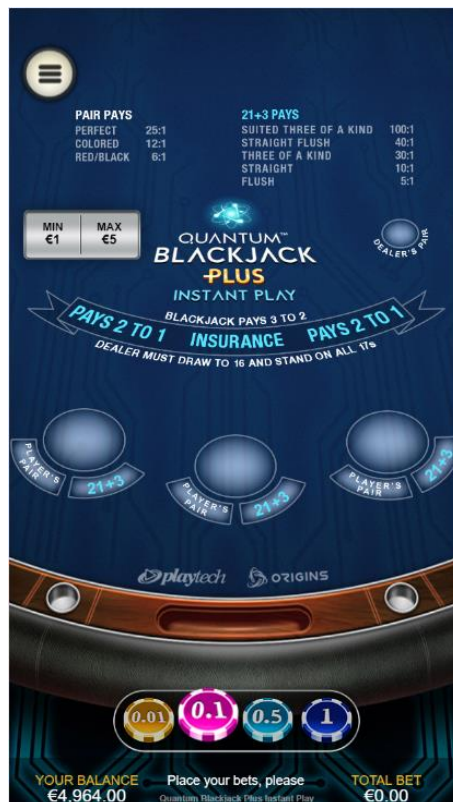 PAIR PAYS
PERFECT 25:1
COLORED 12:1
RED/BLACK 6:1
21+3 PAYS
SUITED THREE OF A KIND 100:1
STRAIGHT FLUSH 40:1
THREE OF A KIND 30:1
STRAIGHT 10:1
FLUSH 5:1
MIN
€1
MAX
€5
QUANTUM™
BLACKJACK
PLUS
INSTANT PLAY
DEALER'S PAIR
BLACKJACK PAYS 3 TO 2
PAYS 2 TO 1 INSURANCE PAYS 2 TO 1
DEALER MUST DRAW TO 16 AND STAND ON ALL 17s
PLAYER'S PAIR
21+3
PLAYER'S PAIR
21+3
PLAYER'S PAIR
21+3
playtech ORIGINS
0.01 0.1 0.5 1
YOUR BALANCE
€4,964.00
Place your bets, please
Quantum Blackjack Plus Instant Play
TOTAL BET
€0.00